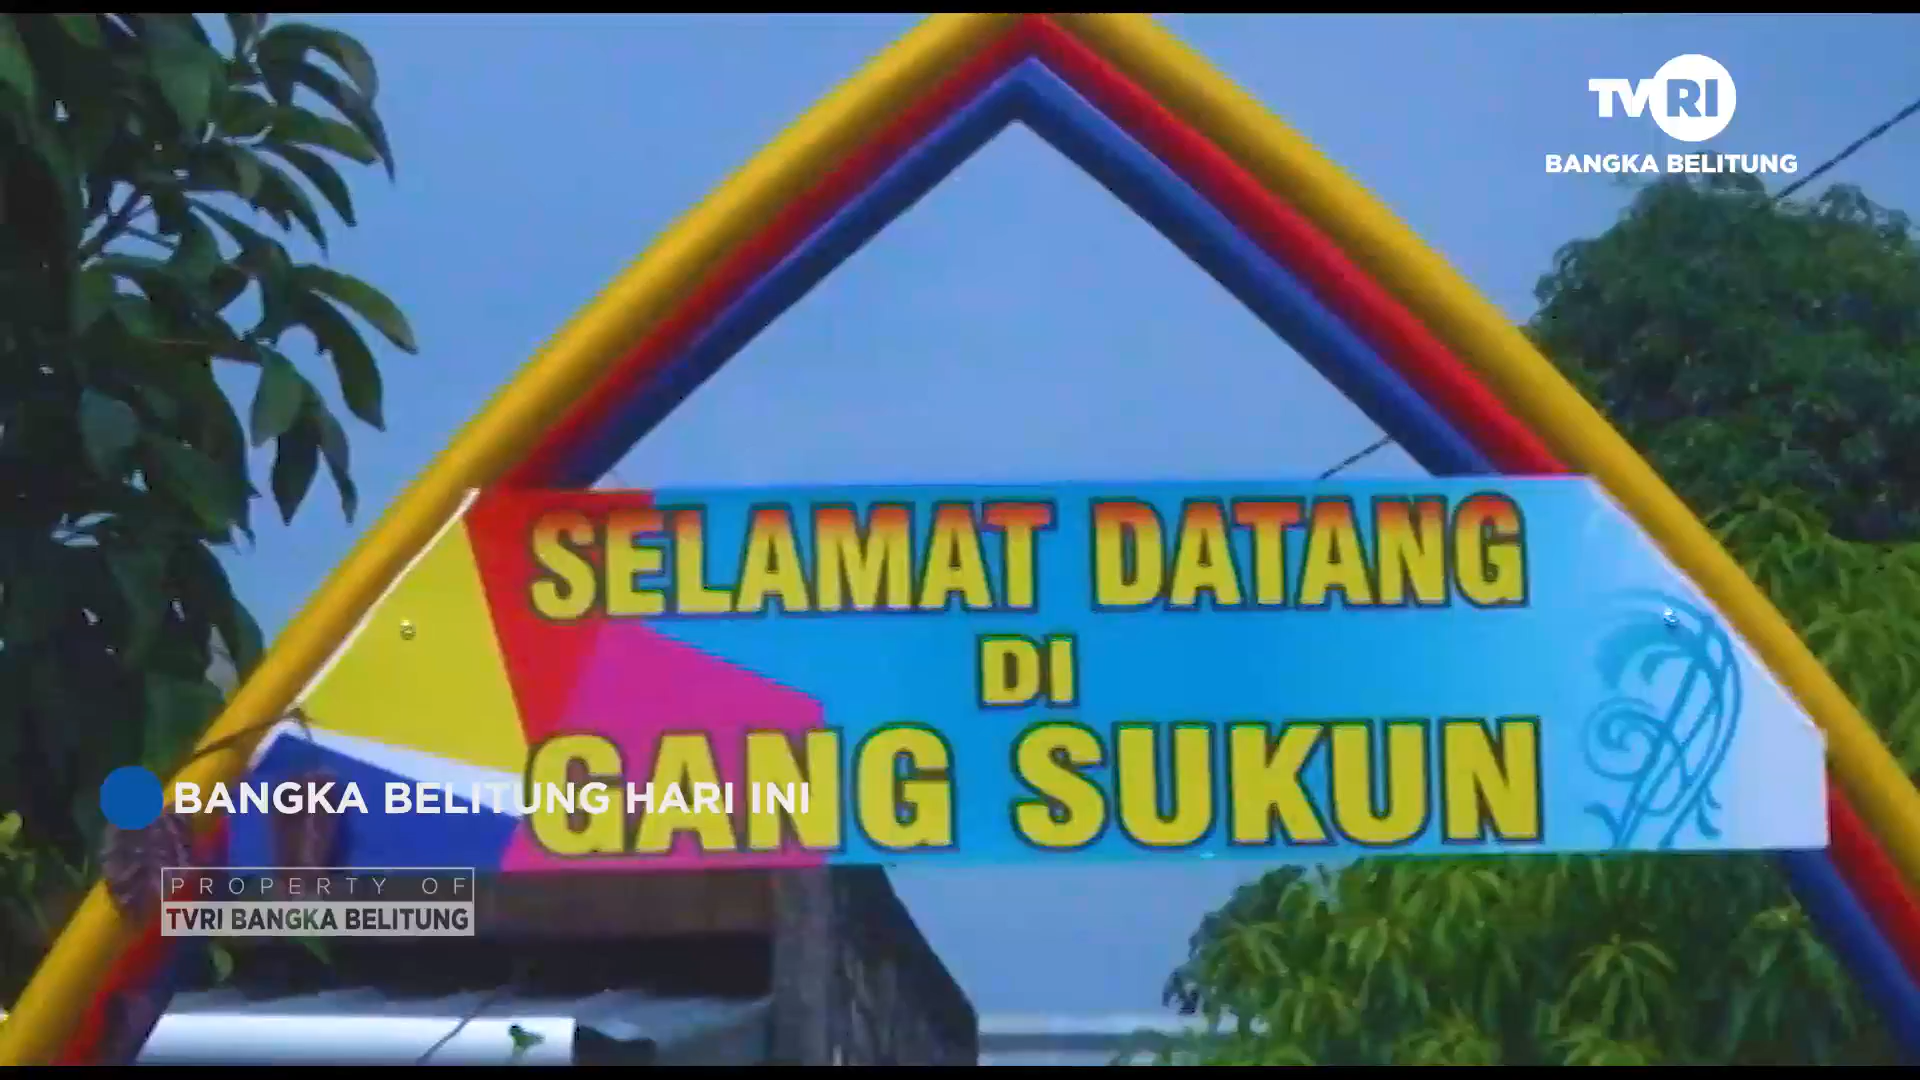 TVRI
BANGKA BELITUNG
SELAMAT DATANG
DI
GANG SUKUN
BANGKA BELITUNG HARI INI
PROPERTY OF
TVRI BANGKA BELITUNG